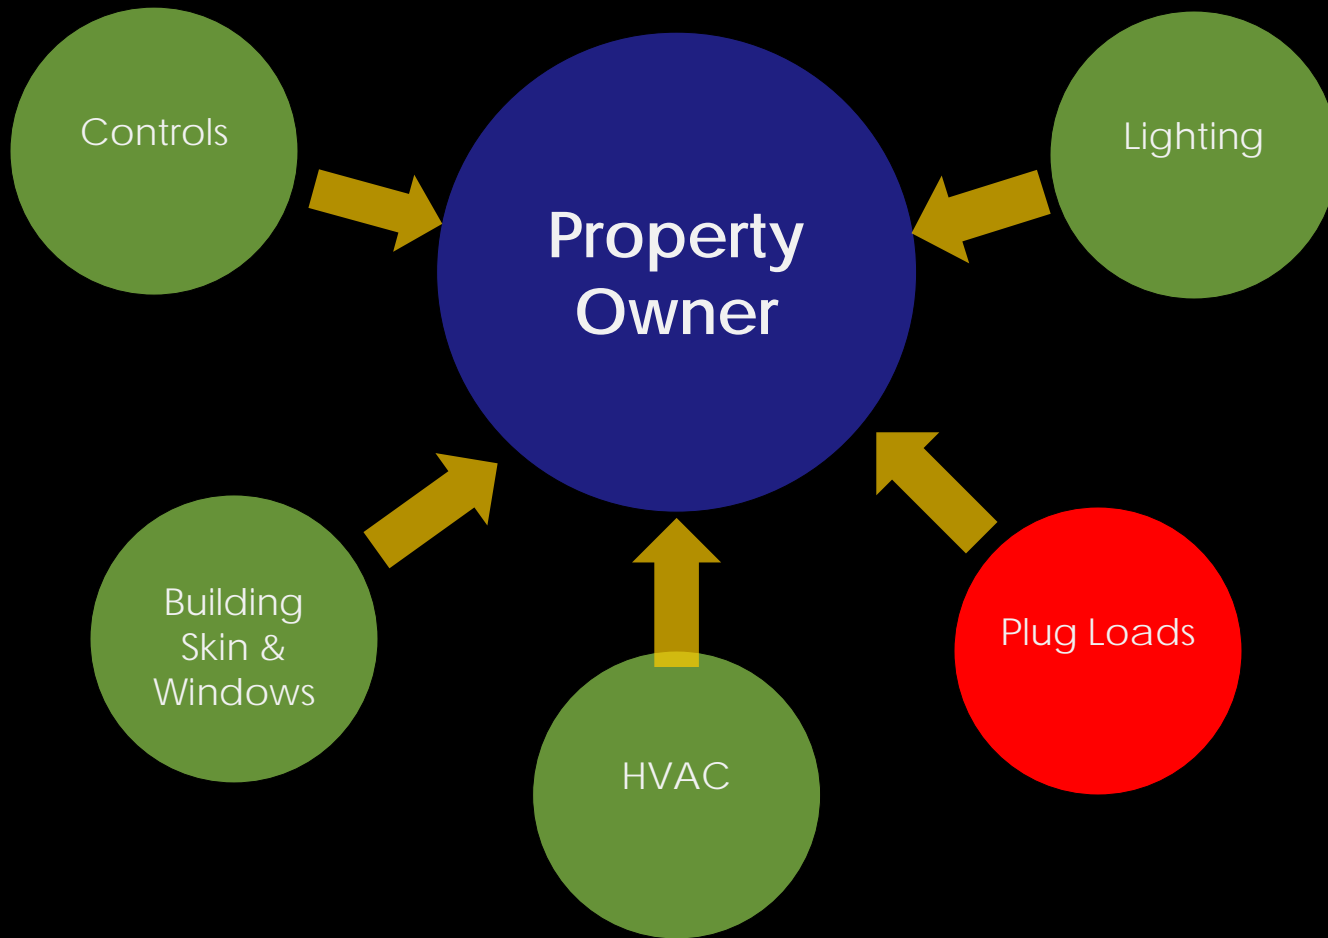 Controls
Property
Owner
Lighting
Building
Skin &
Windows
HVAC
Plug Loads